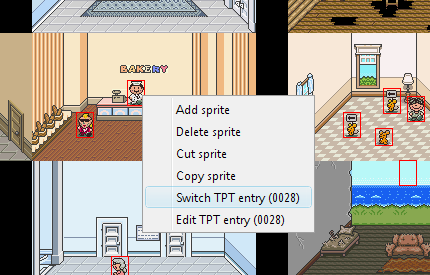 BAKERY
Add sprite
Delete sprite
Cut sprite
Copy sprite
Switch TPT entry (0028)
Edit TPT entry (0028)